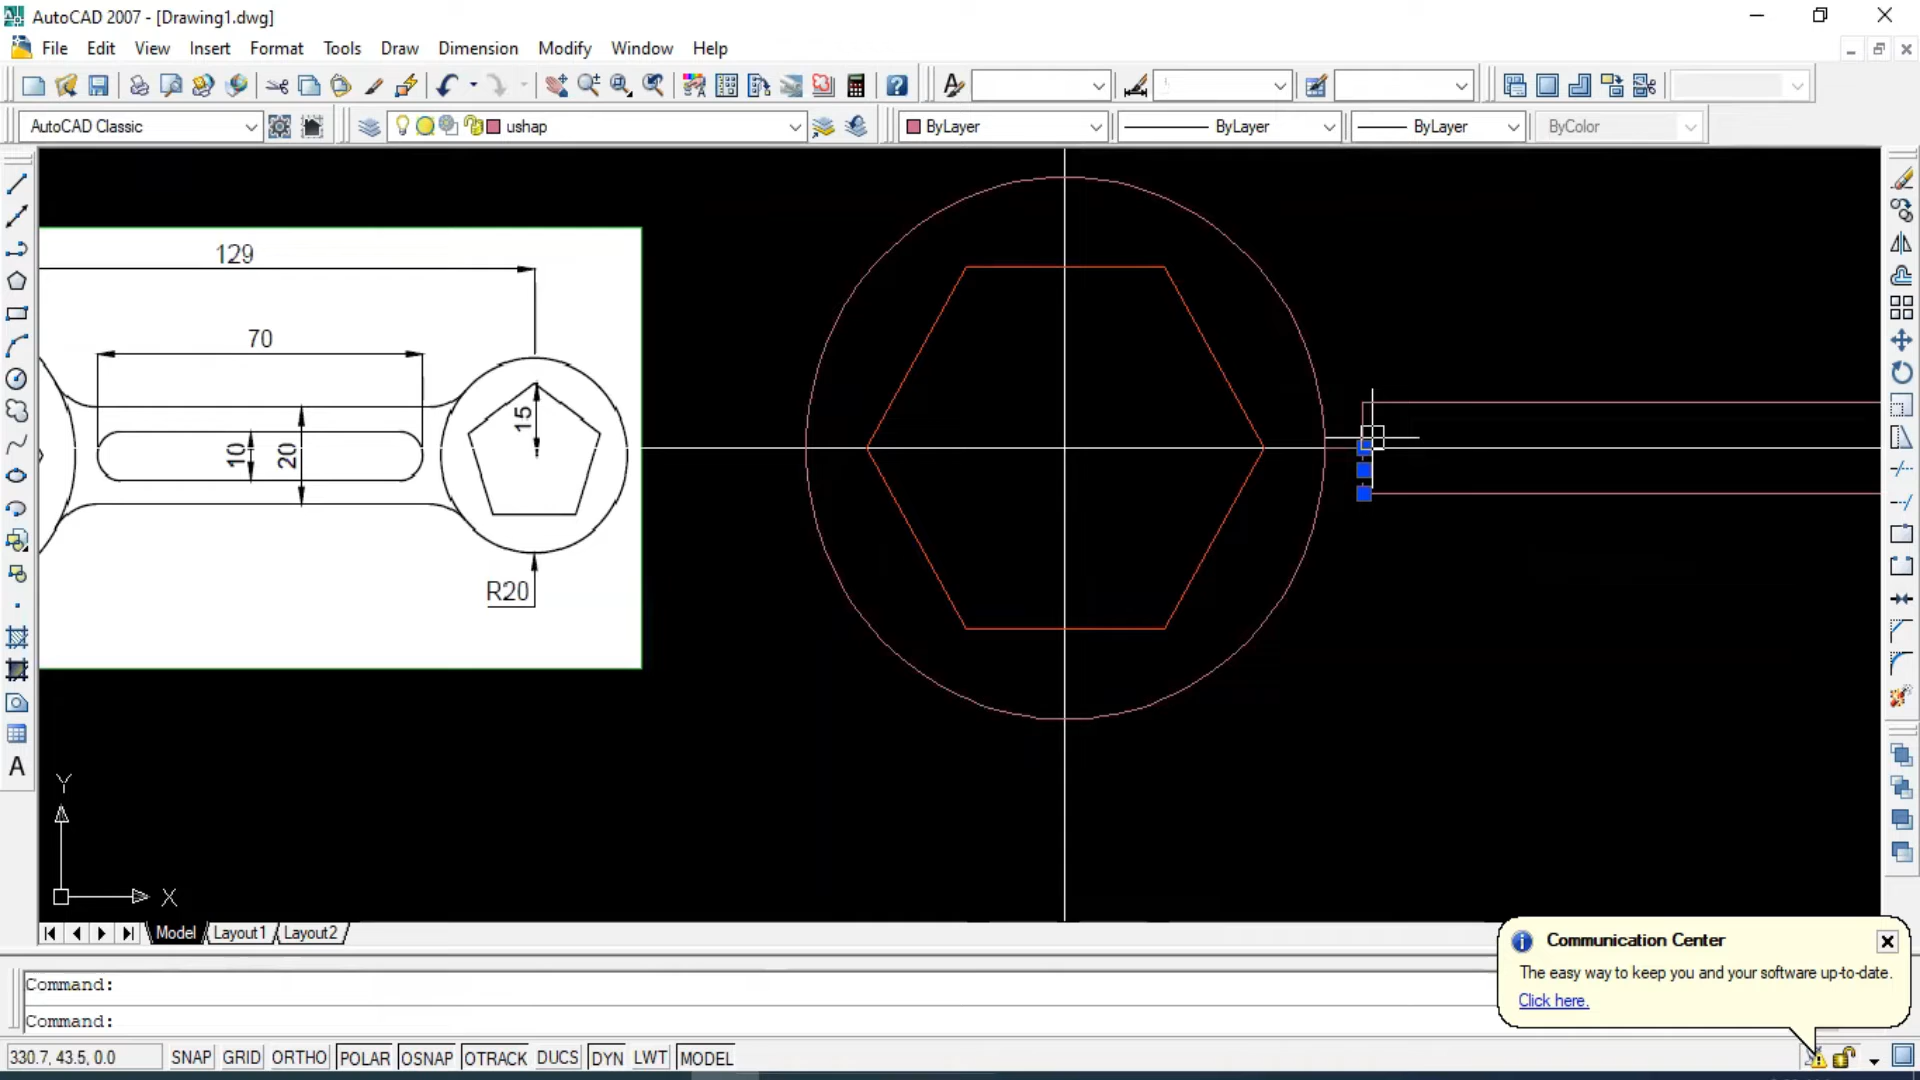 AutoCAD 2007 - [Drawing1.dwg]
File Edit View Insert Format Tools Draw Dimension Modify Window Help
AutoCAD Classic ushap ByLayer ByLayer ByLayer ByColor
129
70
15
10
20
R20
Y
X
Model Layout1 Layout2
Command:
Command:
Communication Center
The easy way to keep you and your software up-to-date.
Click here.
330.7, 43.5, 0.0 SNAP GRID ORTHO POLAR OSNAP OTRACK DUCS DYN LWT MODEL